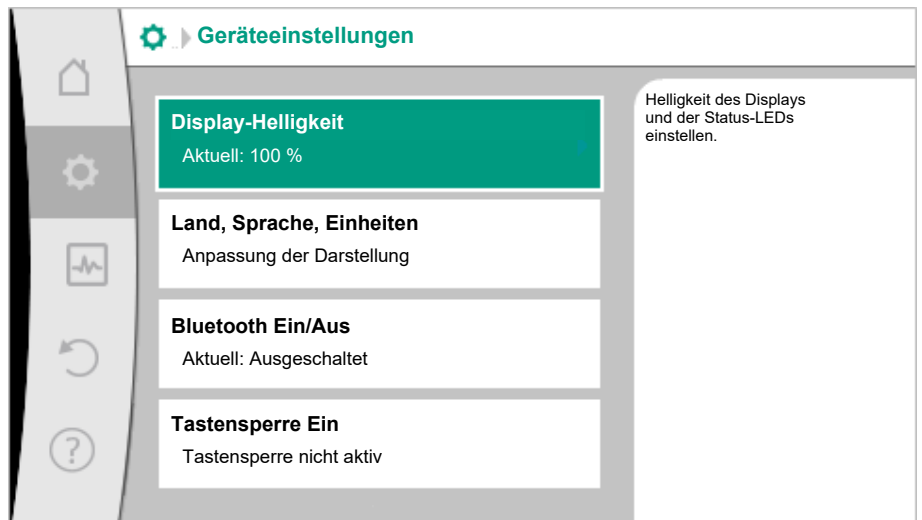 Geräteeinstellungen
Display-Helligkeit
Aktuell: 100 %
Land, Sprache, Einheiten
Anpassung der Darstellung
Bluetooth Ein/Aus
Aktuell: Ausgeschaltet
Tastensperre Ein
Tastensperre nicht aktiv
Helligkeit des Displays
und der Status-LEDs
einstellen.
?